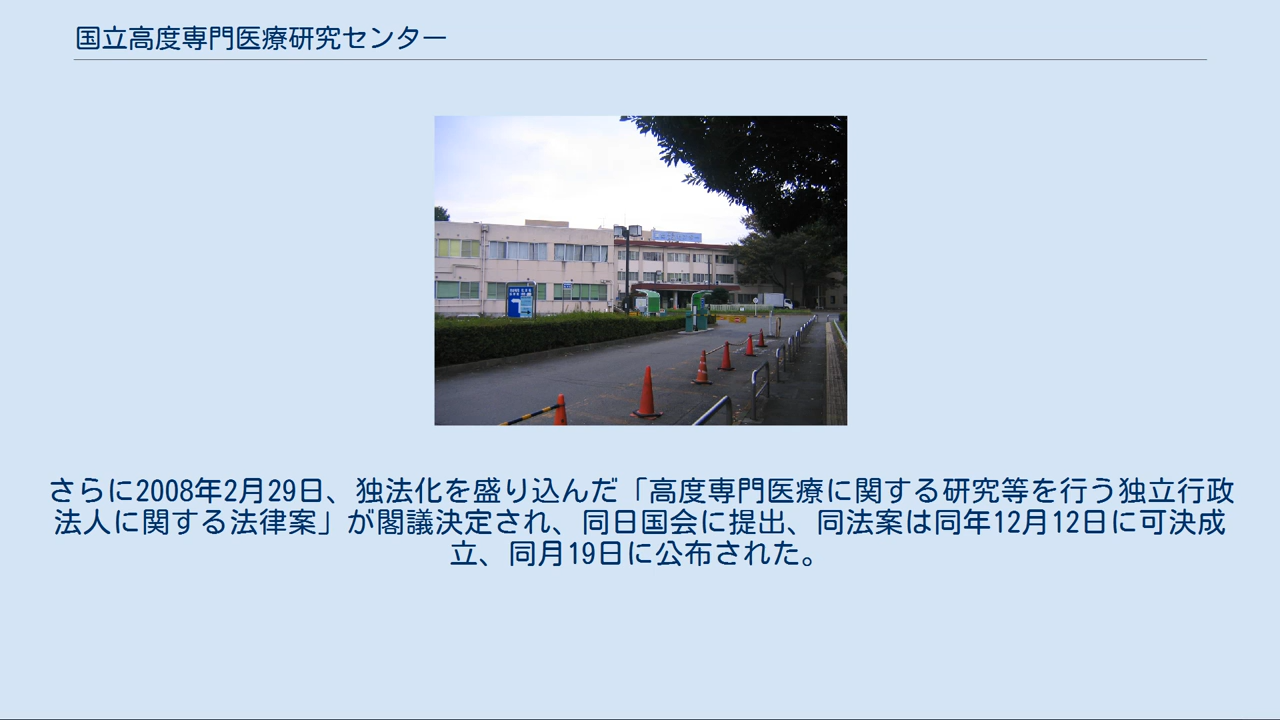 国立高度専門医療研究センター
さらに2008年2月29日、独法化を盛り込んだ「高度専門医療に関する研究等を行う独立行政
法人に関する法律案」が閣議決定され、同日国会に提出、同法案は同年12月12日に可決成
立、同月19日に公布された。